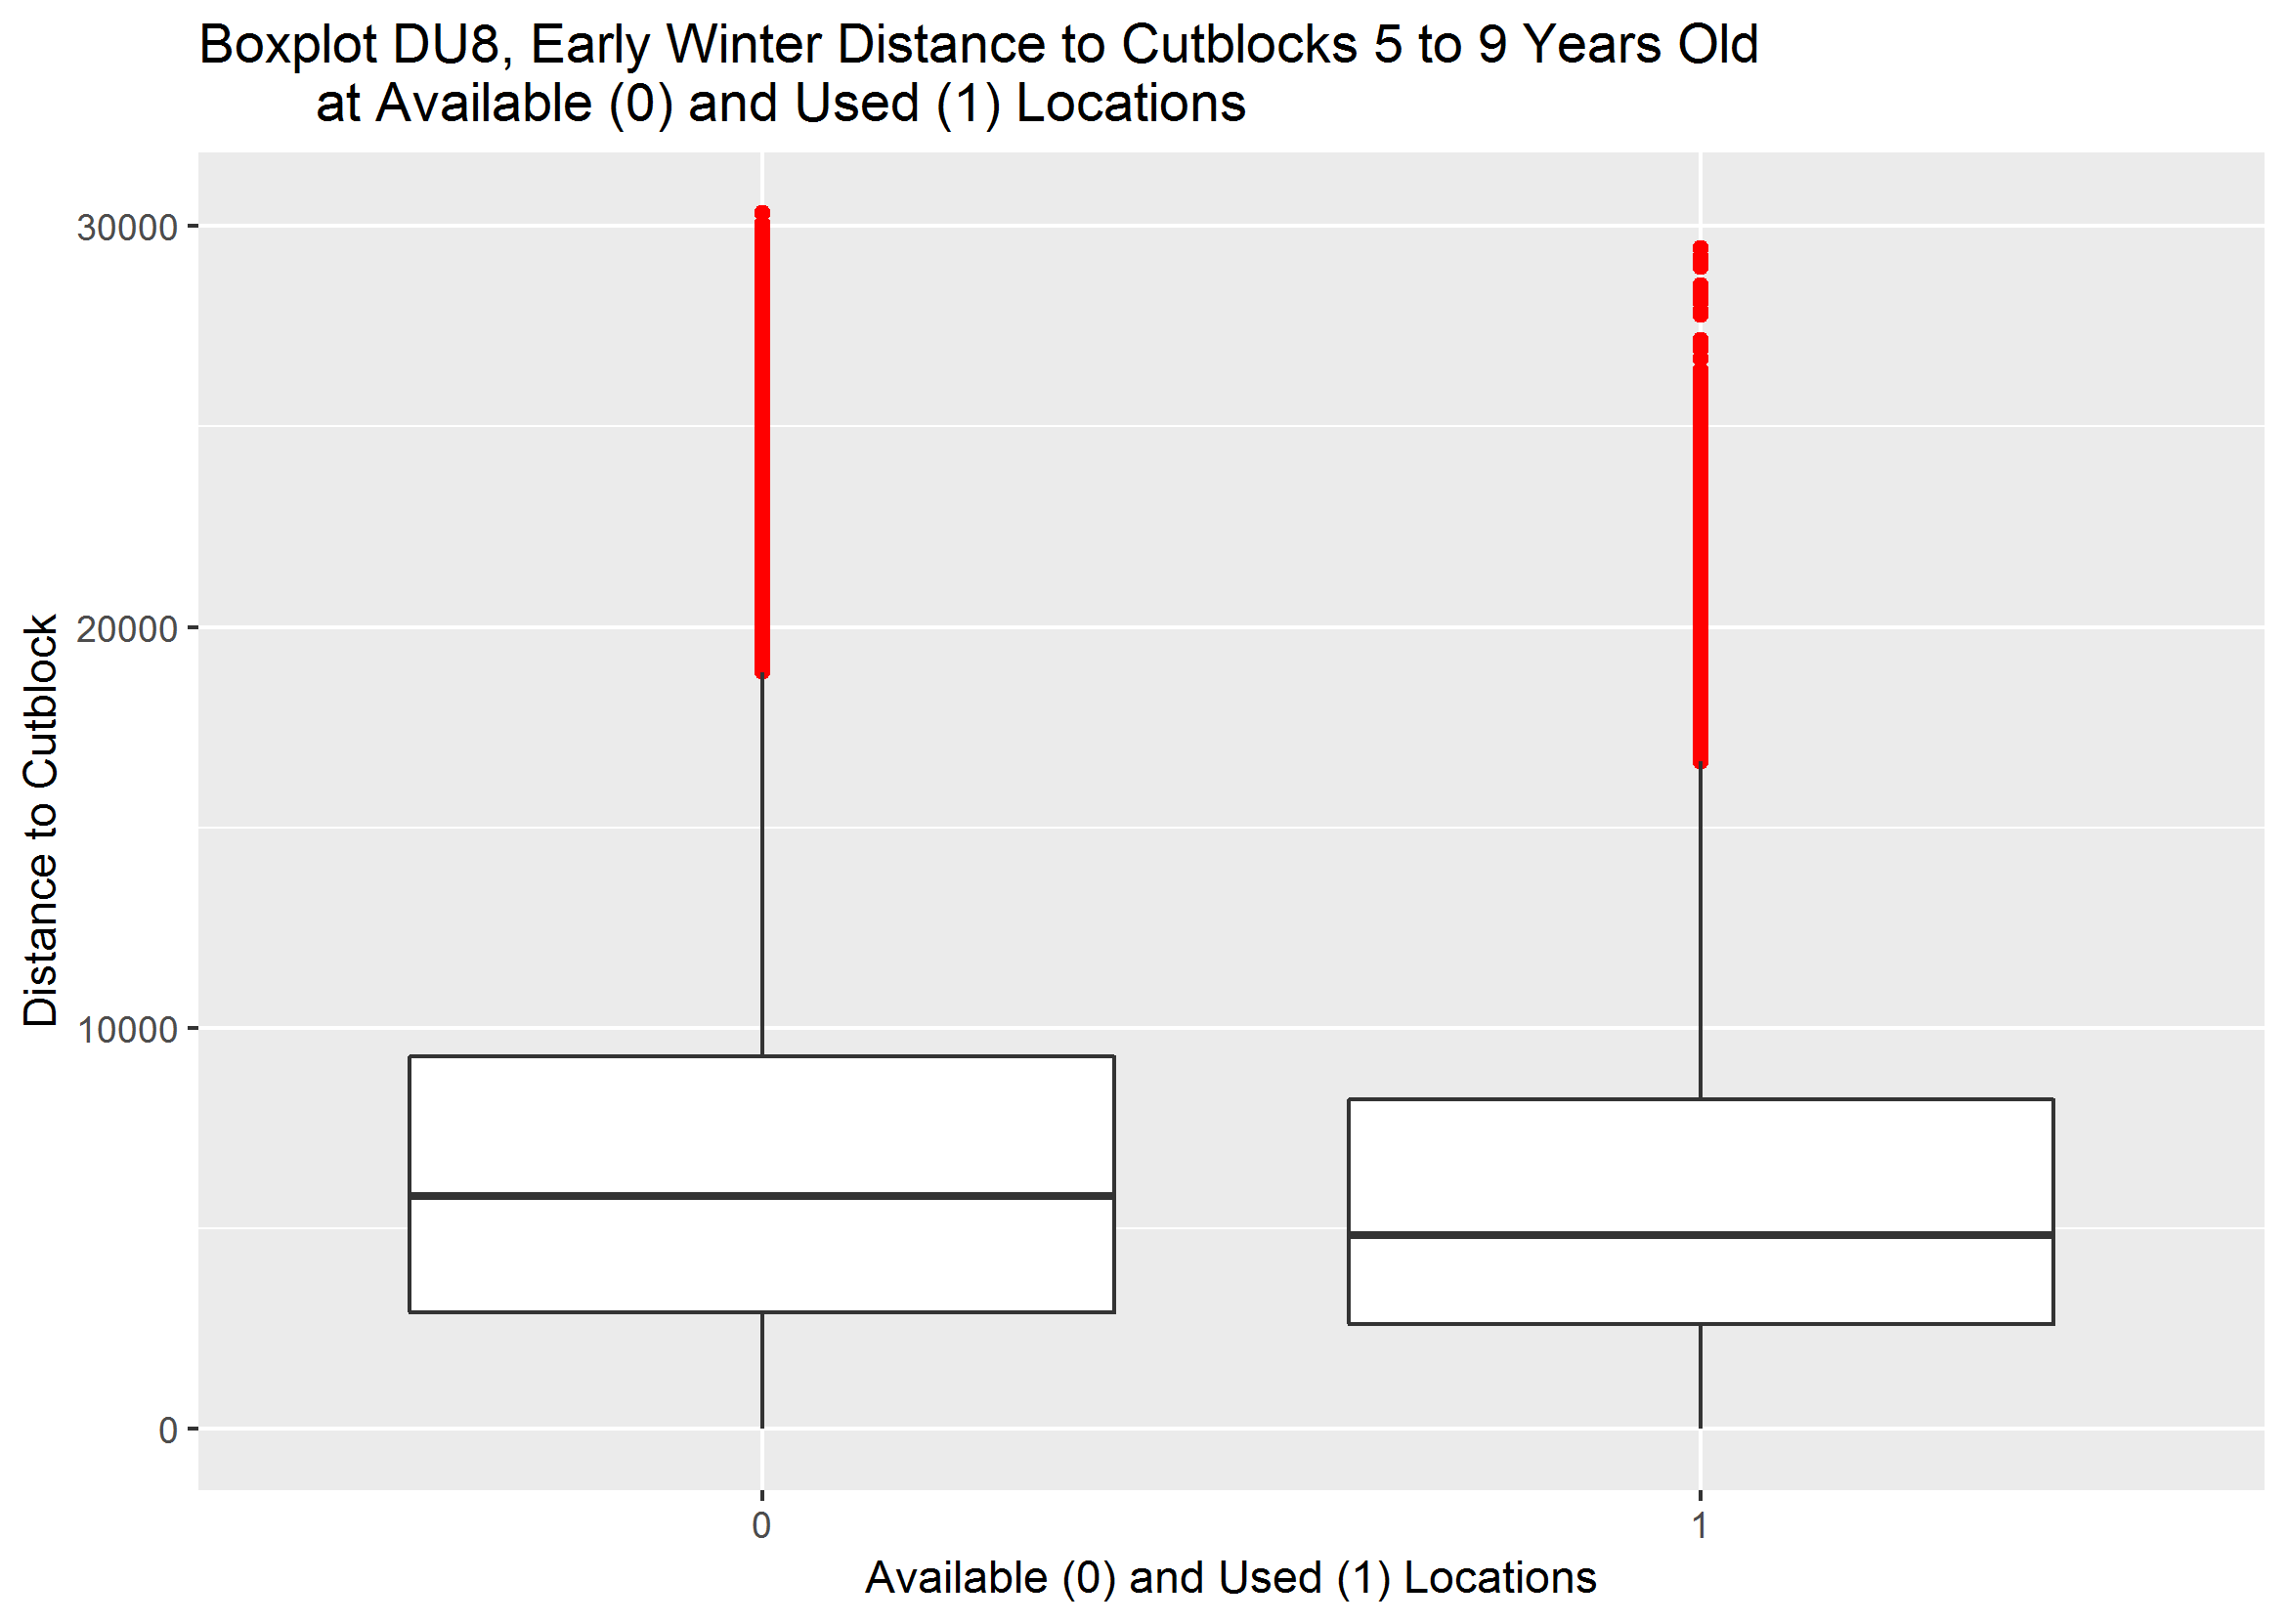 Boxplot DU8, Early Winter Distance to Cutblocks 5 to 9 Years Old
at Available (0) and Used (1) Locations
30000
20000
10000
0
Distance to Cutblock
0
1
Available (0) and Used (1) Locations